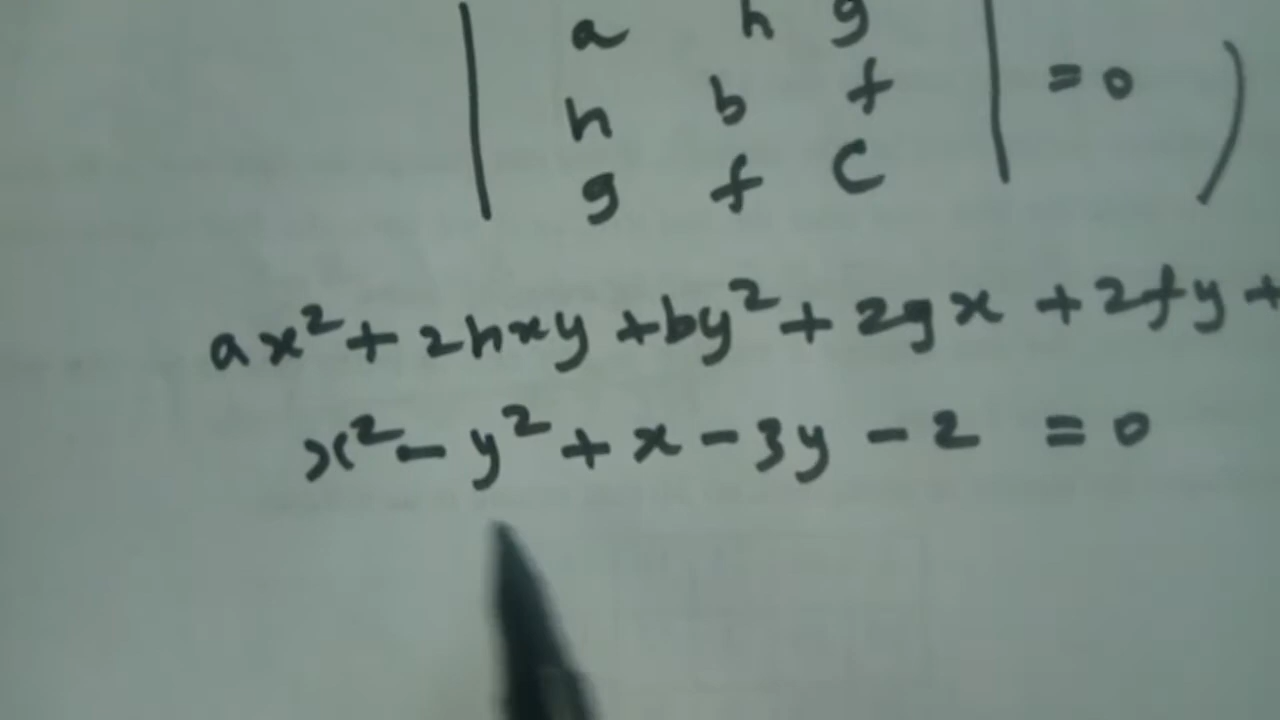 | a h g |
| h b f | = 0 )
| g f c |
ax² + 2hxy + by² + 2gx + 2fy +
x² - y² + x - 3y - 2 = 0